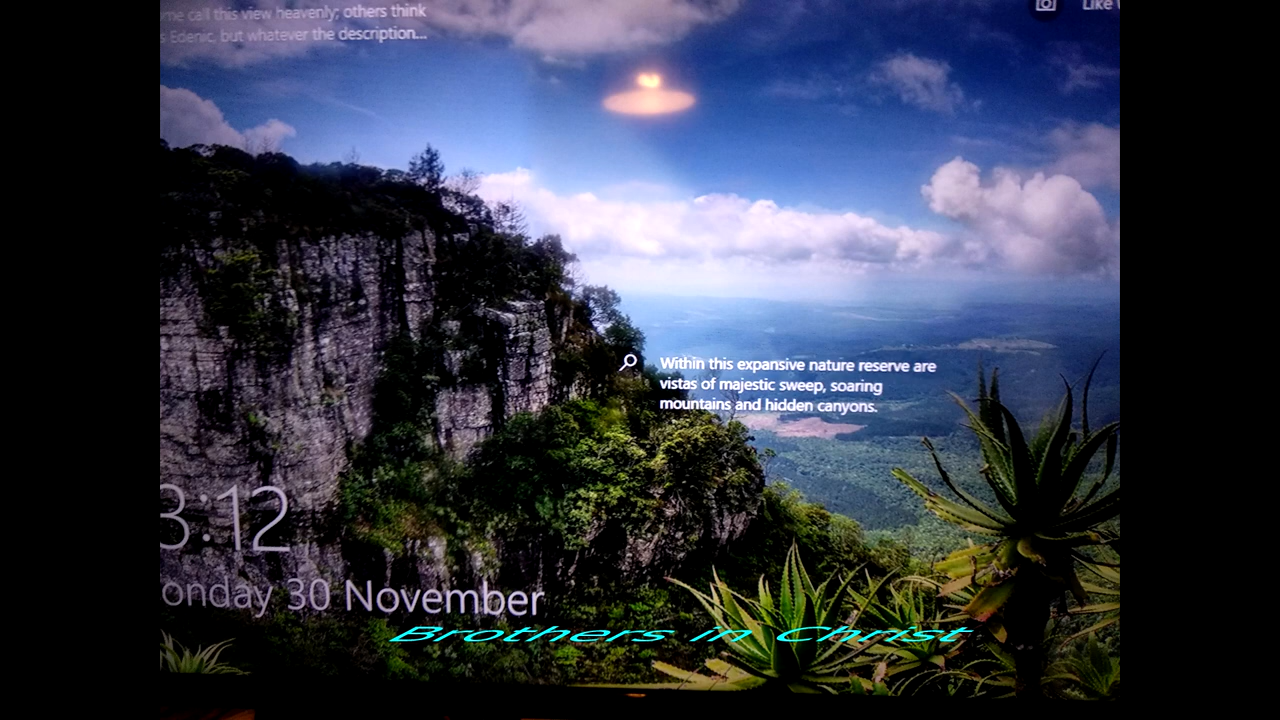 me call this view heavenly; others think
s Edenic, but whatever the description...
Like
Within this expansive nature reserve are
vistas of majestic sweep, soaring
mountains and hidden canyons.
3:12
onday 30 November
Brothers in Christ